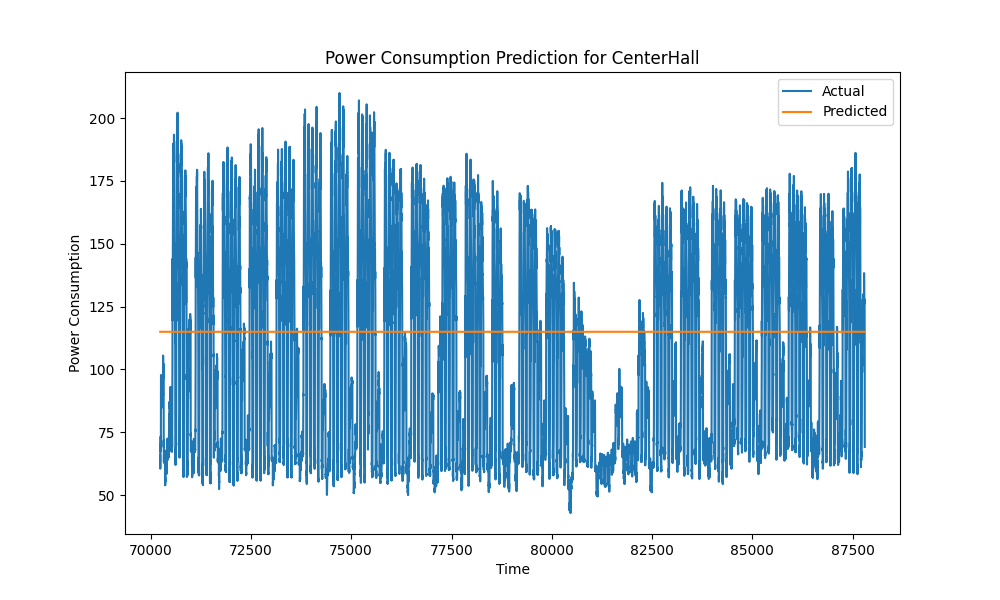 Power Consumption Prediction for CenterHall
Actual
Predicted
200
175
150
125
100
75
50
Power Consumption
70000 72500 75000 77500 80000 82500 85000 87500
Time